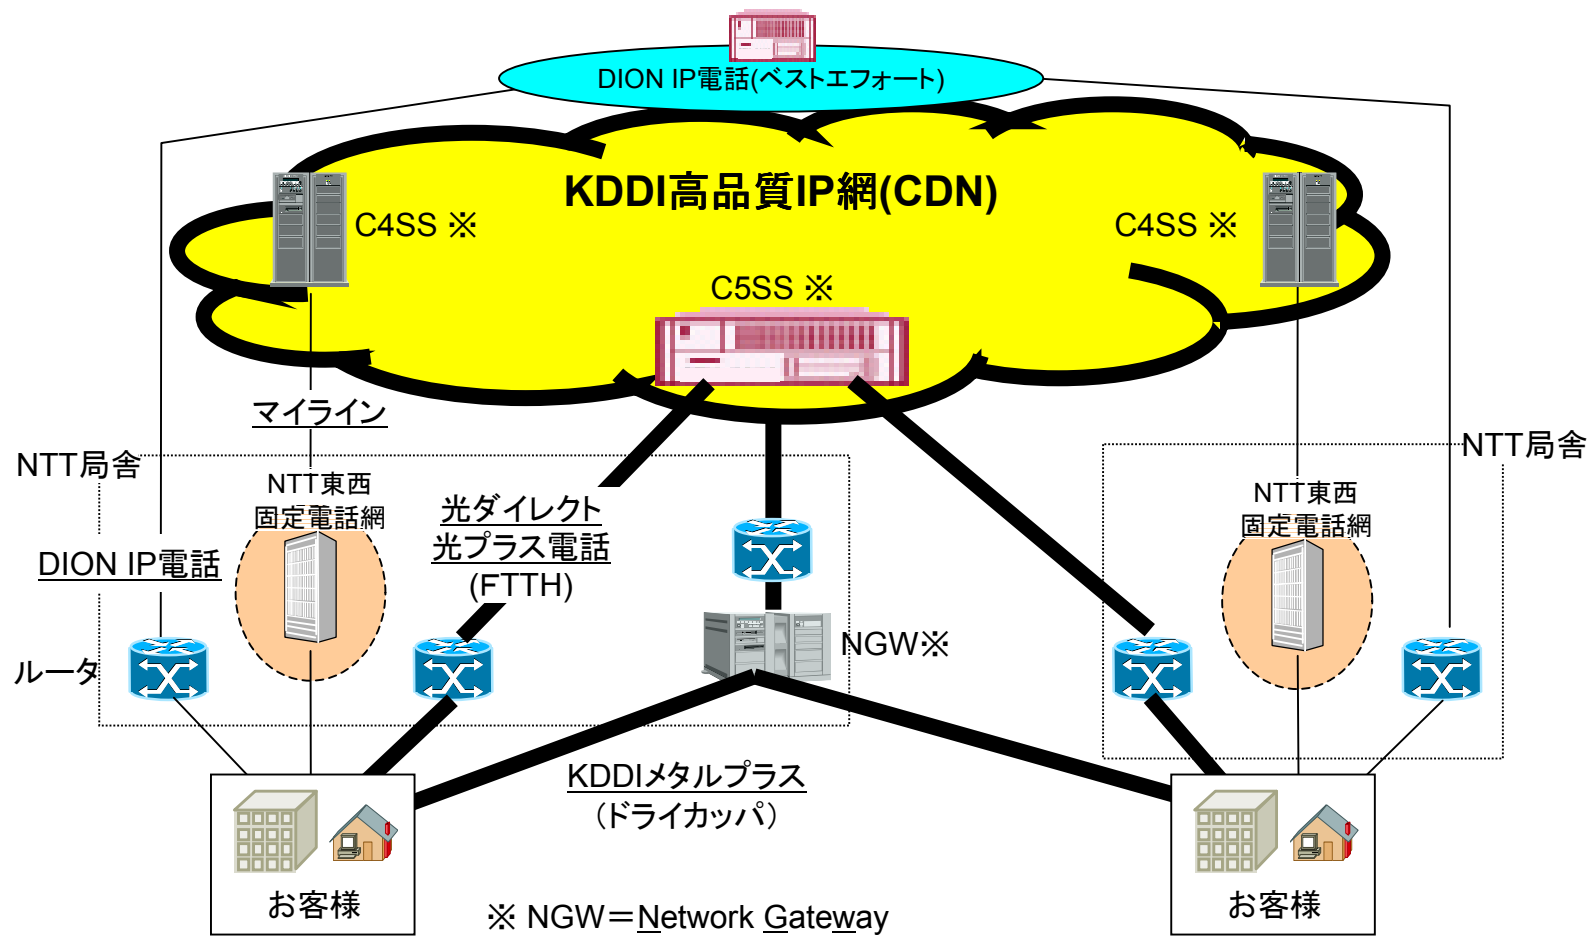 DION IP電話(ベストエフォート)
KDDI高品質IP網(CDN)
C4SS ※
C4SS ※
C5SS ※
マイライン
NTT局舎
NTT局舎
NTT東西
固定電話網
光ダイレクト
光プラス電話
(FTTH)
NTT東西
固定電話網
DION IP電話
NGW※
ルータ
KDDIメタルプラス
（ドライカッパ）
お客様
お客様
※ NGW＝Network Gateway